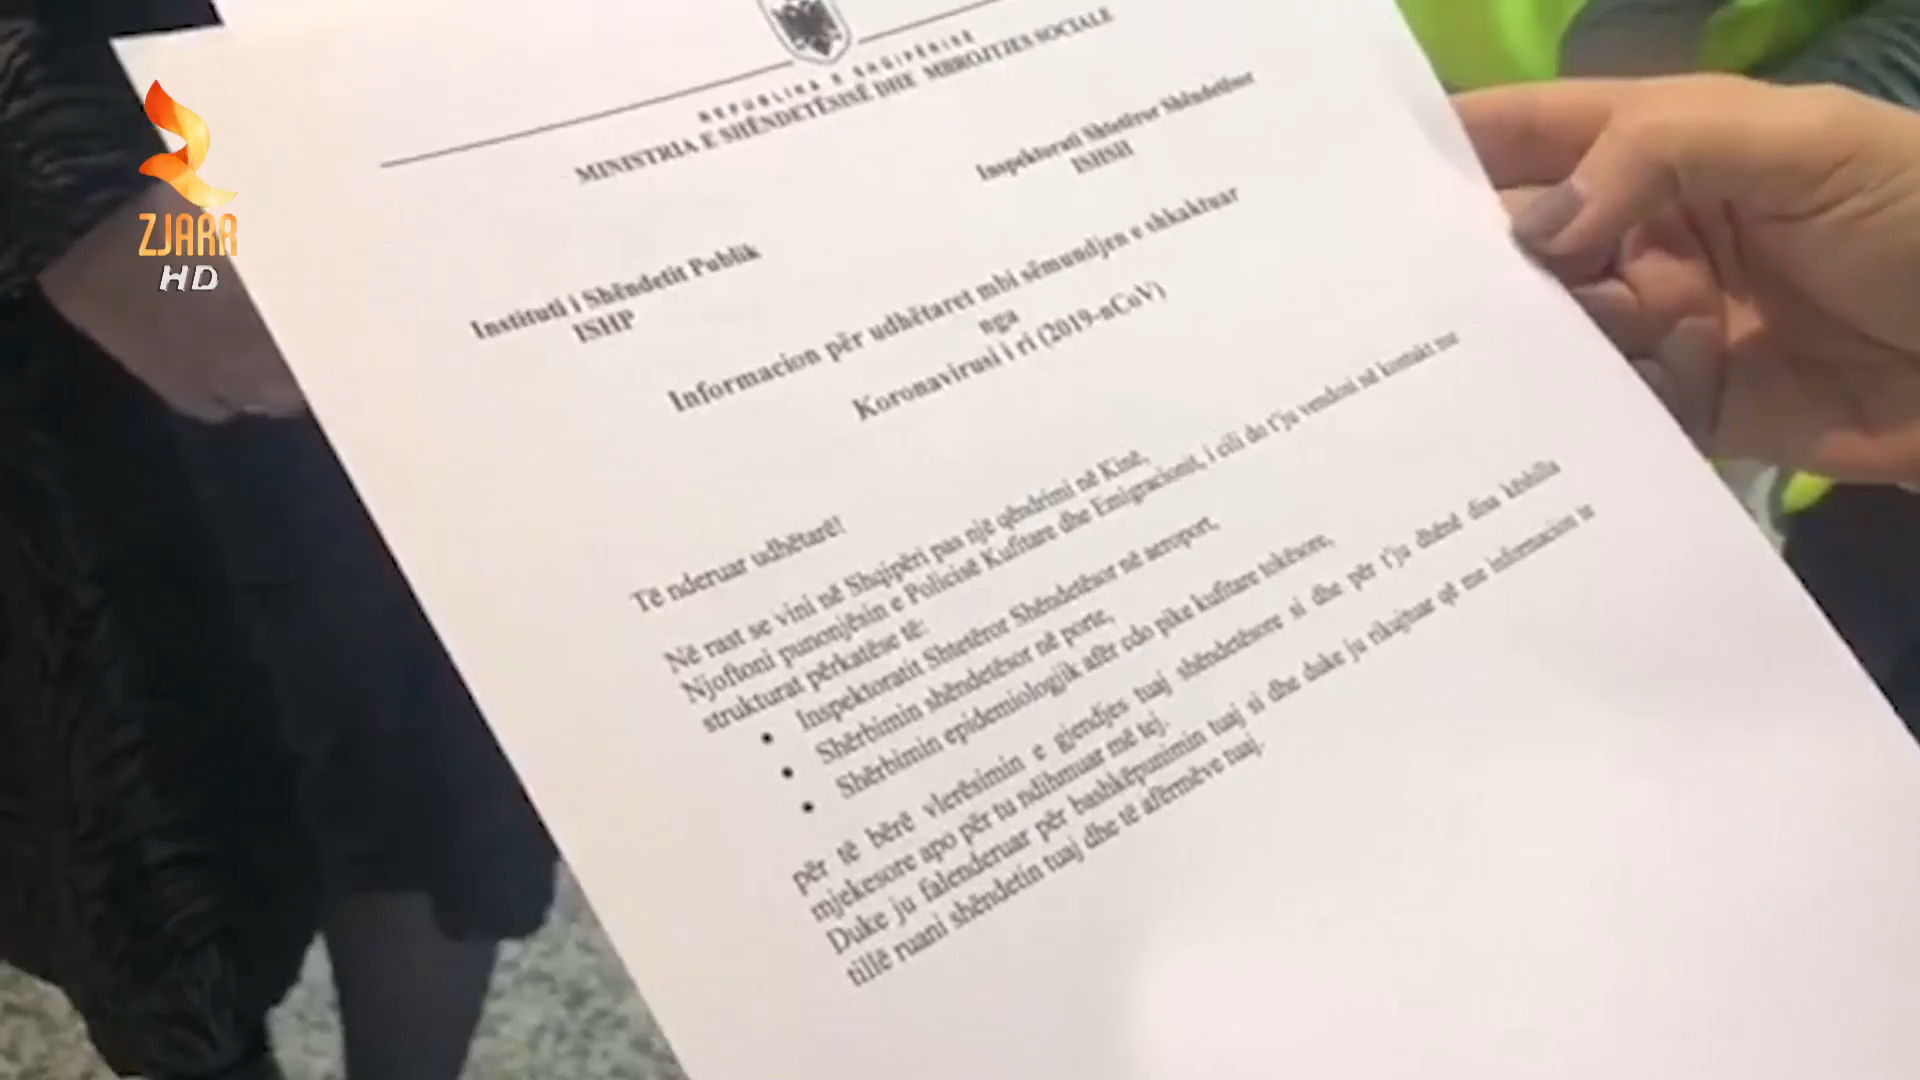 ZJARR
HD
REPUBLIKA E SHQIPËRISË
MINISTRIA E SHËNDETËSISË DHE MBROJTJES SOCIALE
Instituti i Shëndetit Publik
ISHP
Inspektorati Shtetëror Shëndetësor
ISHSH
Informacion për udhëtaret mbi sëmundjen e shkaktuar
nga
Koronavirusi i ri (2019-nCoV)
Të nderuar udhëtarë!
Në rast se vini në Shqipëri pas një qëndrimi në Kinë,
Njoftoni punonjësin e Policisë Kufitare dhe Emigracionit, i cili do t'ju vendosi në kontakt me
strukturat përkatëse të:
• Inspektoratit Shtetëror Shëndetësor në aeroport,
• Shërbimin shëndetësor në porte,
• Shërbimin epidemiologjik afër cdo pike kufitare tokësore,
për të bërë vlerësimin e gjendjes tuaj shëndetësore si dhe për t'ju dhënë disa këshilla
mjekesore apo për tu ndihmuar më tej.
Duke ju falenderuar për bashkëpunimin tuaj si dhe duke ju rikujtuar që me informacion te
tillë ruani shëndetin tuaj dhe të afërmëve tuaj.